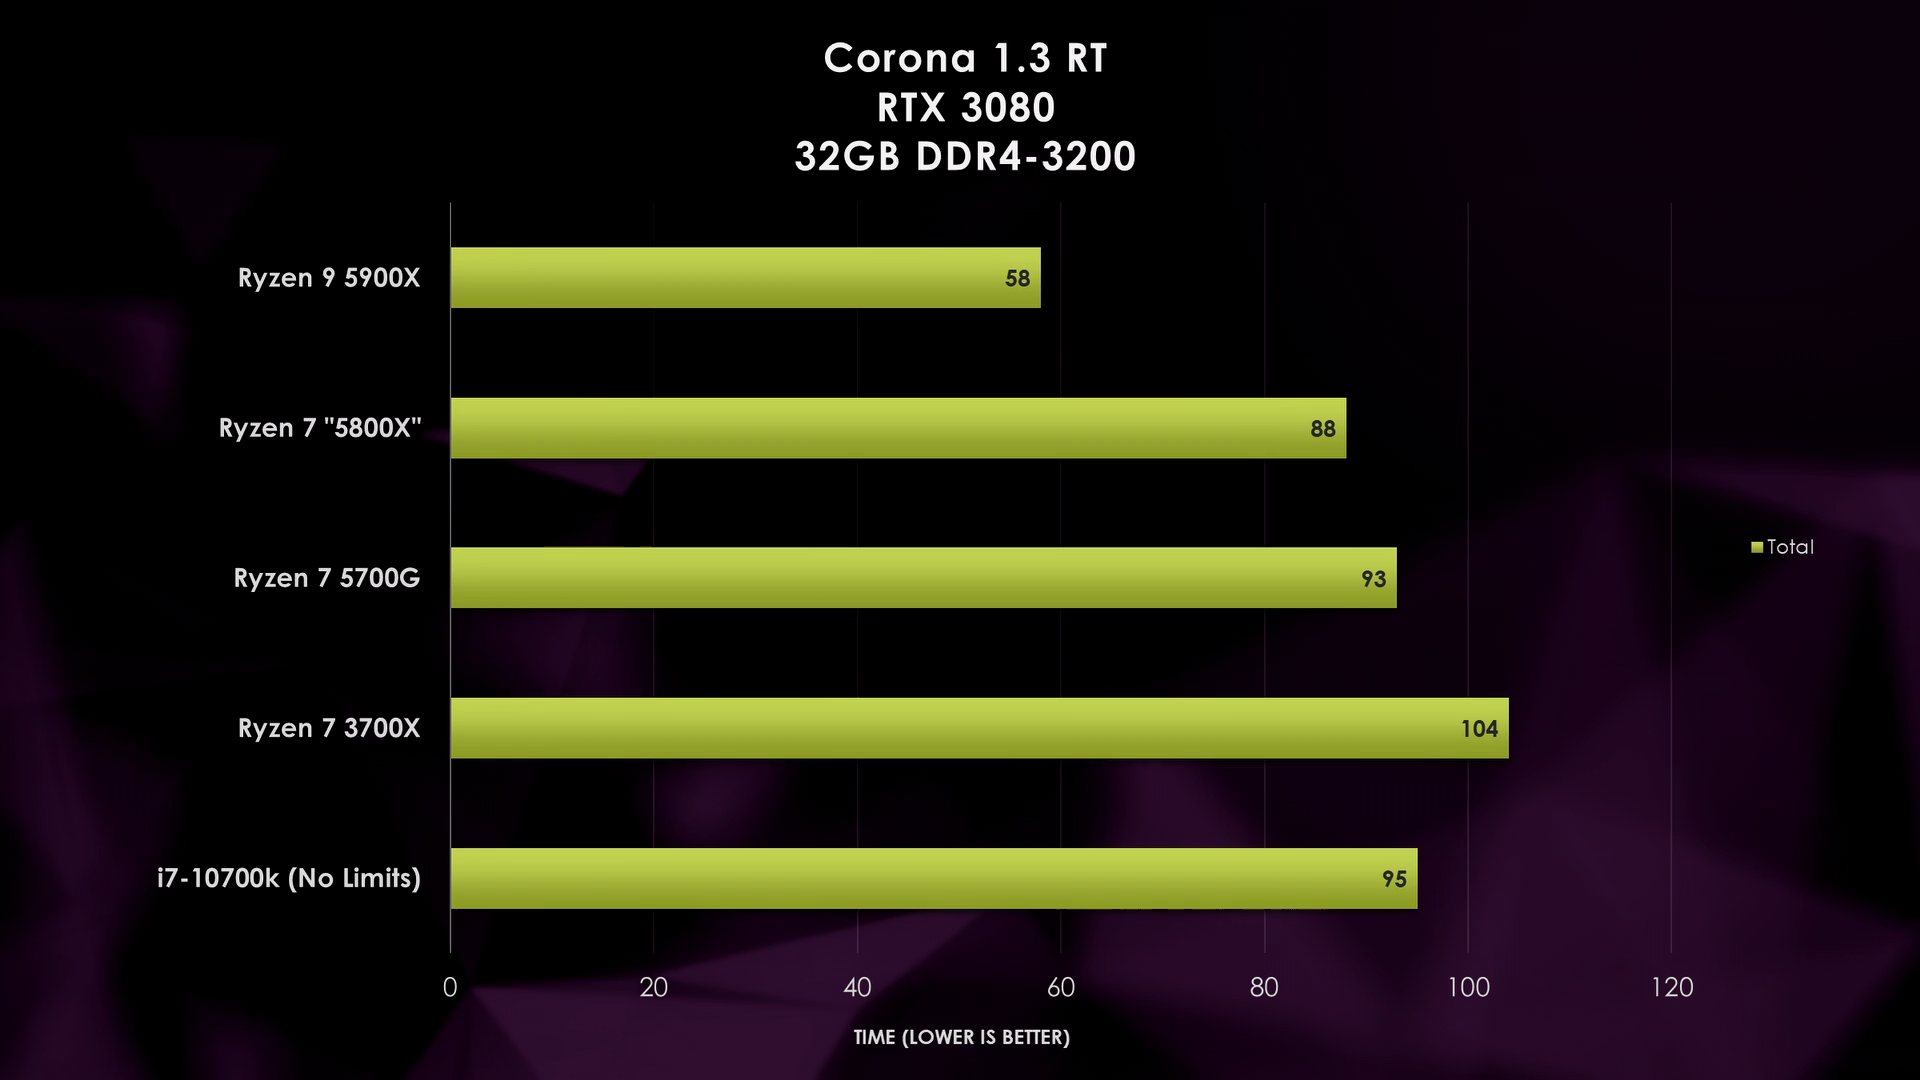 Corona 1.3 RT
RTX 3080
32GB DDR4-3200
Ryzen 9 5900X
58
Ryzen 7 "5800X"
88
Ryzen 7 5700G
93
Total
Ryzen 7 3700X
104
i7-10700k (No Limits)
95
0 20 40 60 80 100 120
TIME (LOWER IS BETTER)